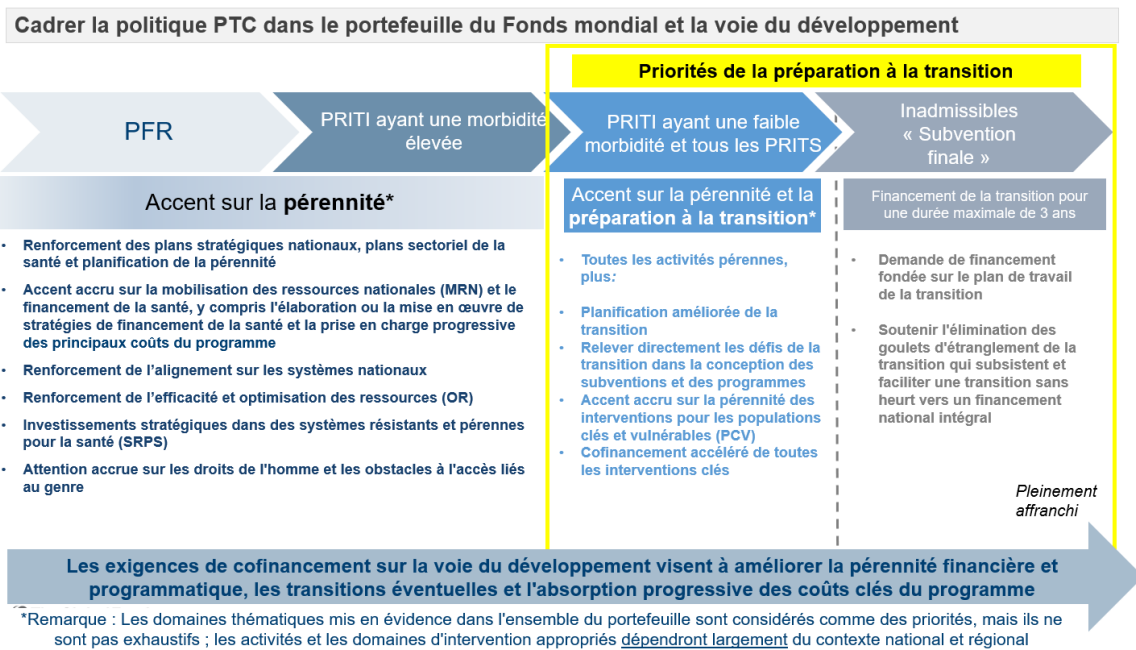 Cadrer la politique PTC dans le portefeuille du Fonds mondial et la voie du développement
Priorités de la préparation à la transition
PFR
PRITI ayant une morbidité
élevée
PRITI ayant une faible
morbidité et tous les PRITS
Inadmissibles
« Subvention
finale »
Accent sur la pérennité*
• Renforcement des plans stratégiques nationaux, plans sectoriel de la
santé et planification de la pérennité
• Accent accru sur la mobilisation des ressources nationales (MRN) et le
financement de la santé, y compris l'élaboration ou la mise en œuvre de
stratégies de financement de la santé et la prise en charge progressive
des principaux coûts du programme
• Renforcement de l’alignement sur les systèmes nationaux
• Renforcement de l’efficacité et optimisation des ressources (OR)
• Investissements stratégiques dans des systèmes résistants et pérennes
pour la santé (SRPS)
• Attention accrue sur les droits de l'homme et les obstacles à l'accès liés
au genre
Accent sur la pérennité et la
préparation à la transition*
• Toutes les activités pérennes,
plus:
• Planification améliorée de la
transition
• Relever directement les défis de la
transition dans la conception des
subventions et des programmes
• Accent accru sur la pérennité des
interventions pour les populations
clés et vulnérables (PCV)
• Cofinancement accéléré de toutes
les interventions clés
Financement de la transition pour
une durée maximale de 3 ans
• Demande de financement
fondée sur le plan de travail
de la transition
• Soutenir l'élimination des
goulets d'étranglement de la
transition qui subsistent et
faciliter une transition sans
heurt vers un financement
national intégral
Pleinement
affranchi
Les exigences de cofinancement sur la voie du développement visent à améliorer la pérennité financière et
programmatique, les transitions éventuelles et l'absorption progressive des coûts clés du programme
*Remarque : Les domaines thématiques mis en évidence dans l'ensemble du portefeuille sont considérés comme des priorités, mais ils ne
sont pas exhaustifs ; les activités et les domaines d'intervention appropriés dépendront largement du contexte national et régional